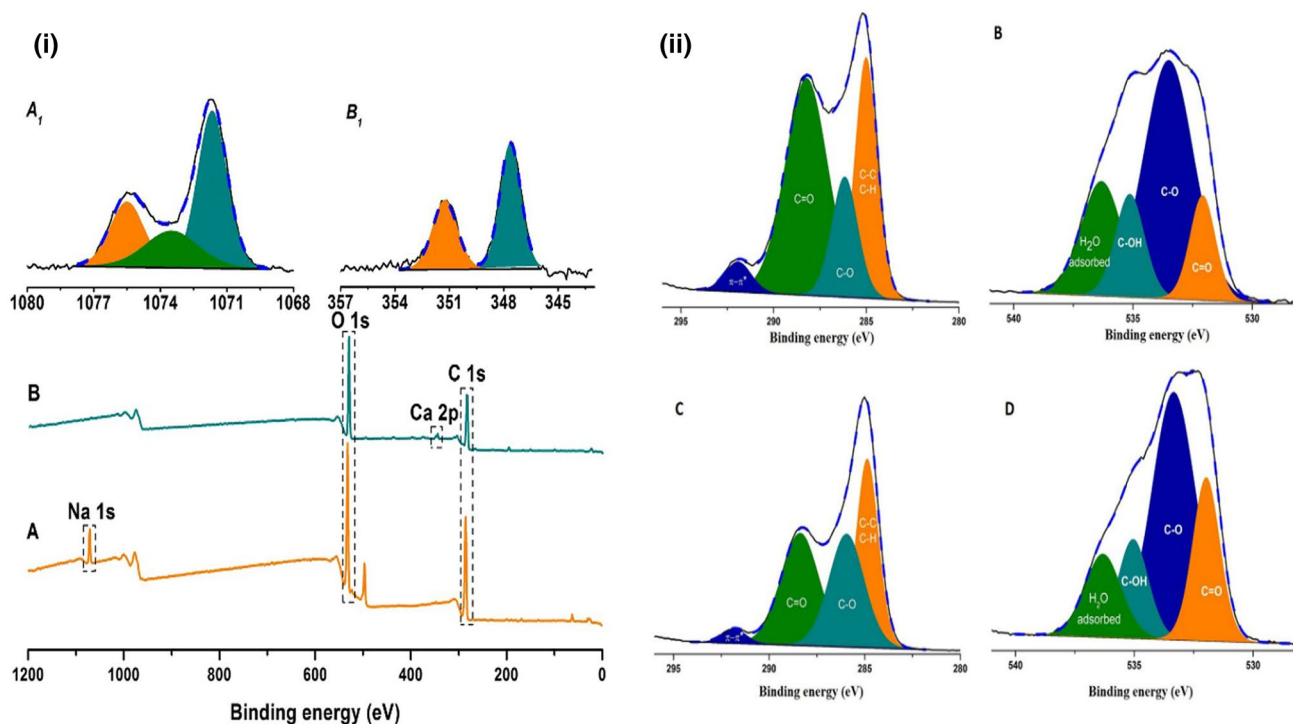 (i)
A1
1080 1077 1074 1071 1068
B1
357 354 351 348 345
O 1s
B
C 1s
Ca 2p
Na 1s
A
1200 1000 800 600 400 200 0
Binding energy (eV)
(ii)
C=O
C-O
C-C
C-H
π-π*
295 290 285 280
Binding energy (eV)
B
H2O
adsorbed
C-OH
C-O
C=O
540 535 530
Binding energy (eV)
C
C=O
C-O
C-C
C-H
π-π*
295 290 285 280
Binding energy (eV)
D
H2O
adsorbed
C-OH
C-O
C=O
540 535 530
Binding energy (eV)